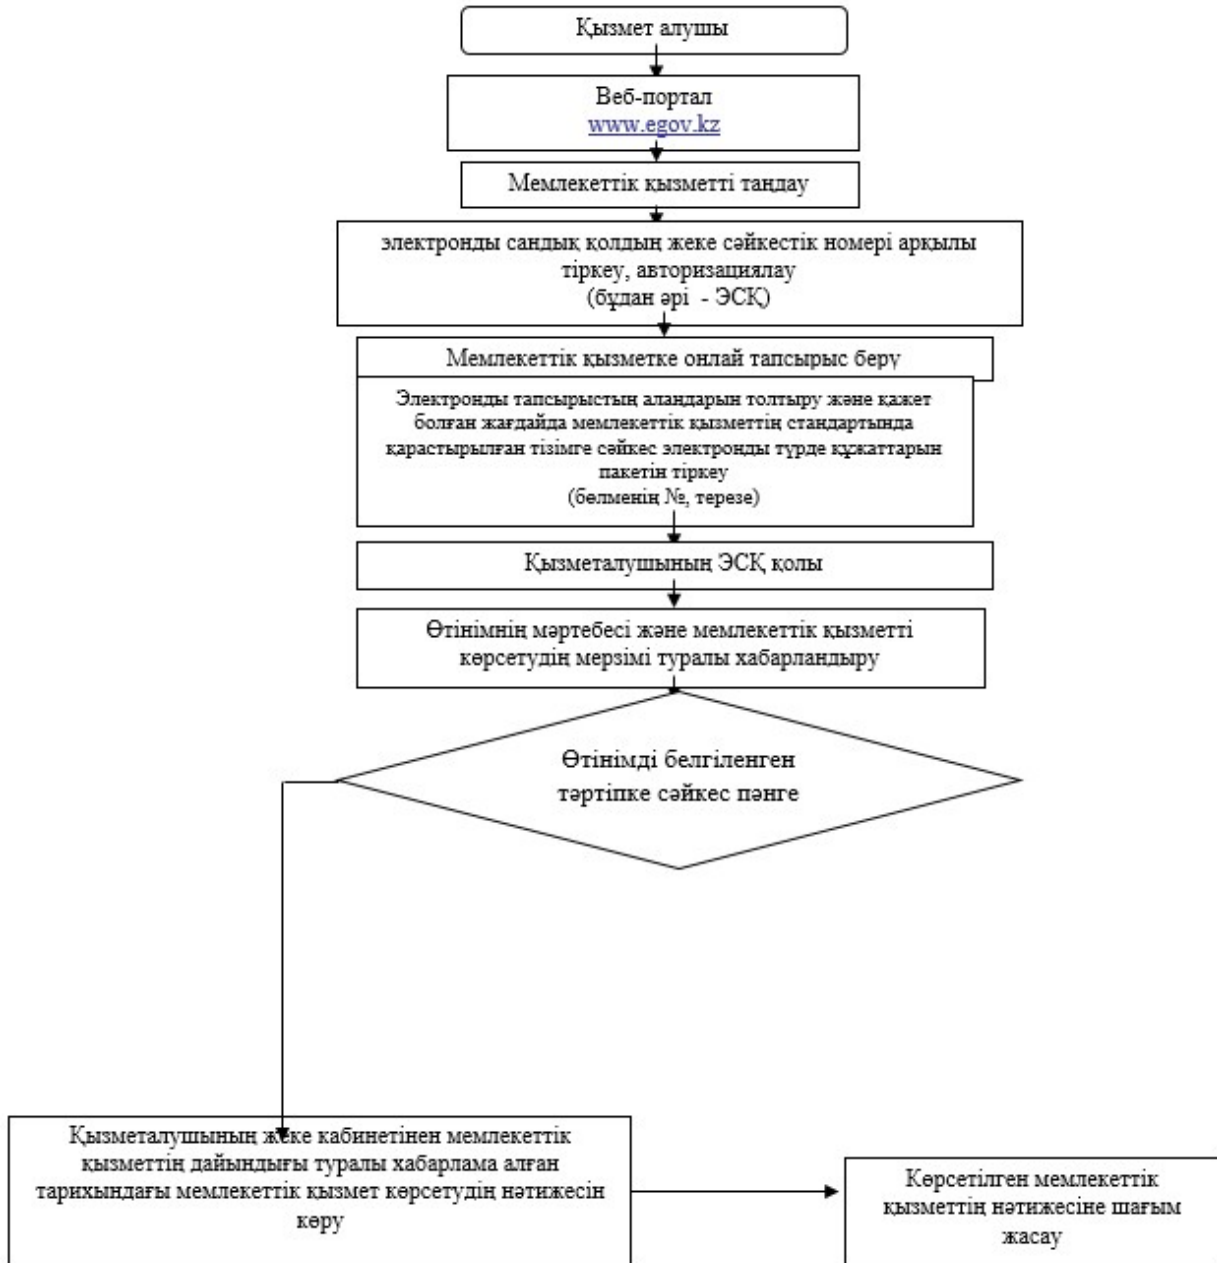 Қызмет алушы
Веб-портал
www.egov.kz
Мемлекеттік қызметті таңдау
электронды сандық қолдың жеке сәйкестік номері арқылы
тіркеу, авторизациялау
(бұдан әрі - ЭСҚ)
Мемлекеттік қызметке онлай тапсырыс беру
Электронды тапсырыстың алаңдарын толтыру және қажет
болған жағдайда мемлекеттік қызметтің стандартында
қарастырылған тізімге сәйкес электронды түрде құжаттарын
пакетін тіркеу
(бөлменің №, терезе)
Қызметалушының ЭСҚ қолы
Өтінімнің мәртебесі және мемлекеттік қызметті
көрсетудің мерзімі туралы хабарландыру
Өтінімді белгіленген
тәртіпке сәйкес пәнге
Қызметалушының жеке кабинетінен мемлекеттік
қызметтің дайындығы туралы хабарлама алған
тарихындағы мемлекеттік қызмет көрсетудің нәтижесін
көру
Көрсетілген мемлекеттік
қызметтің нәтижесіне шағым
жасау